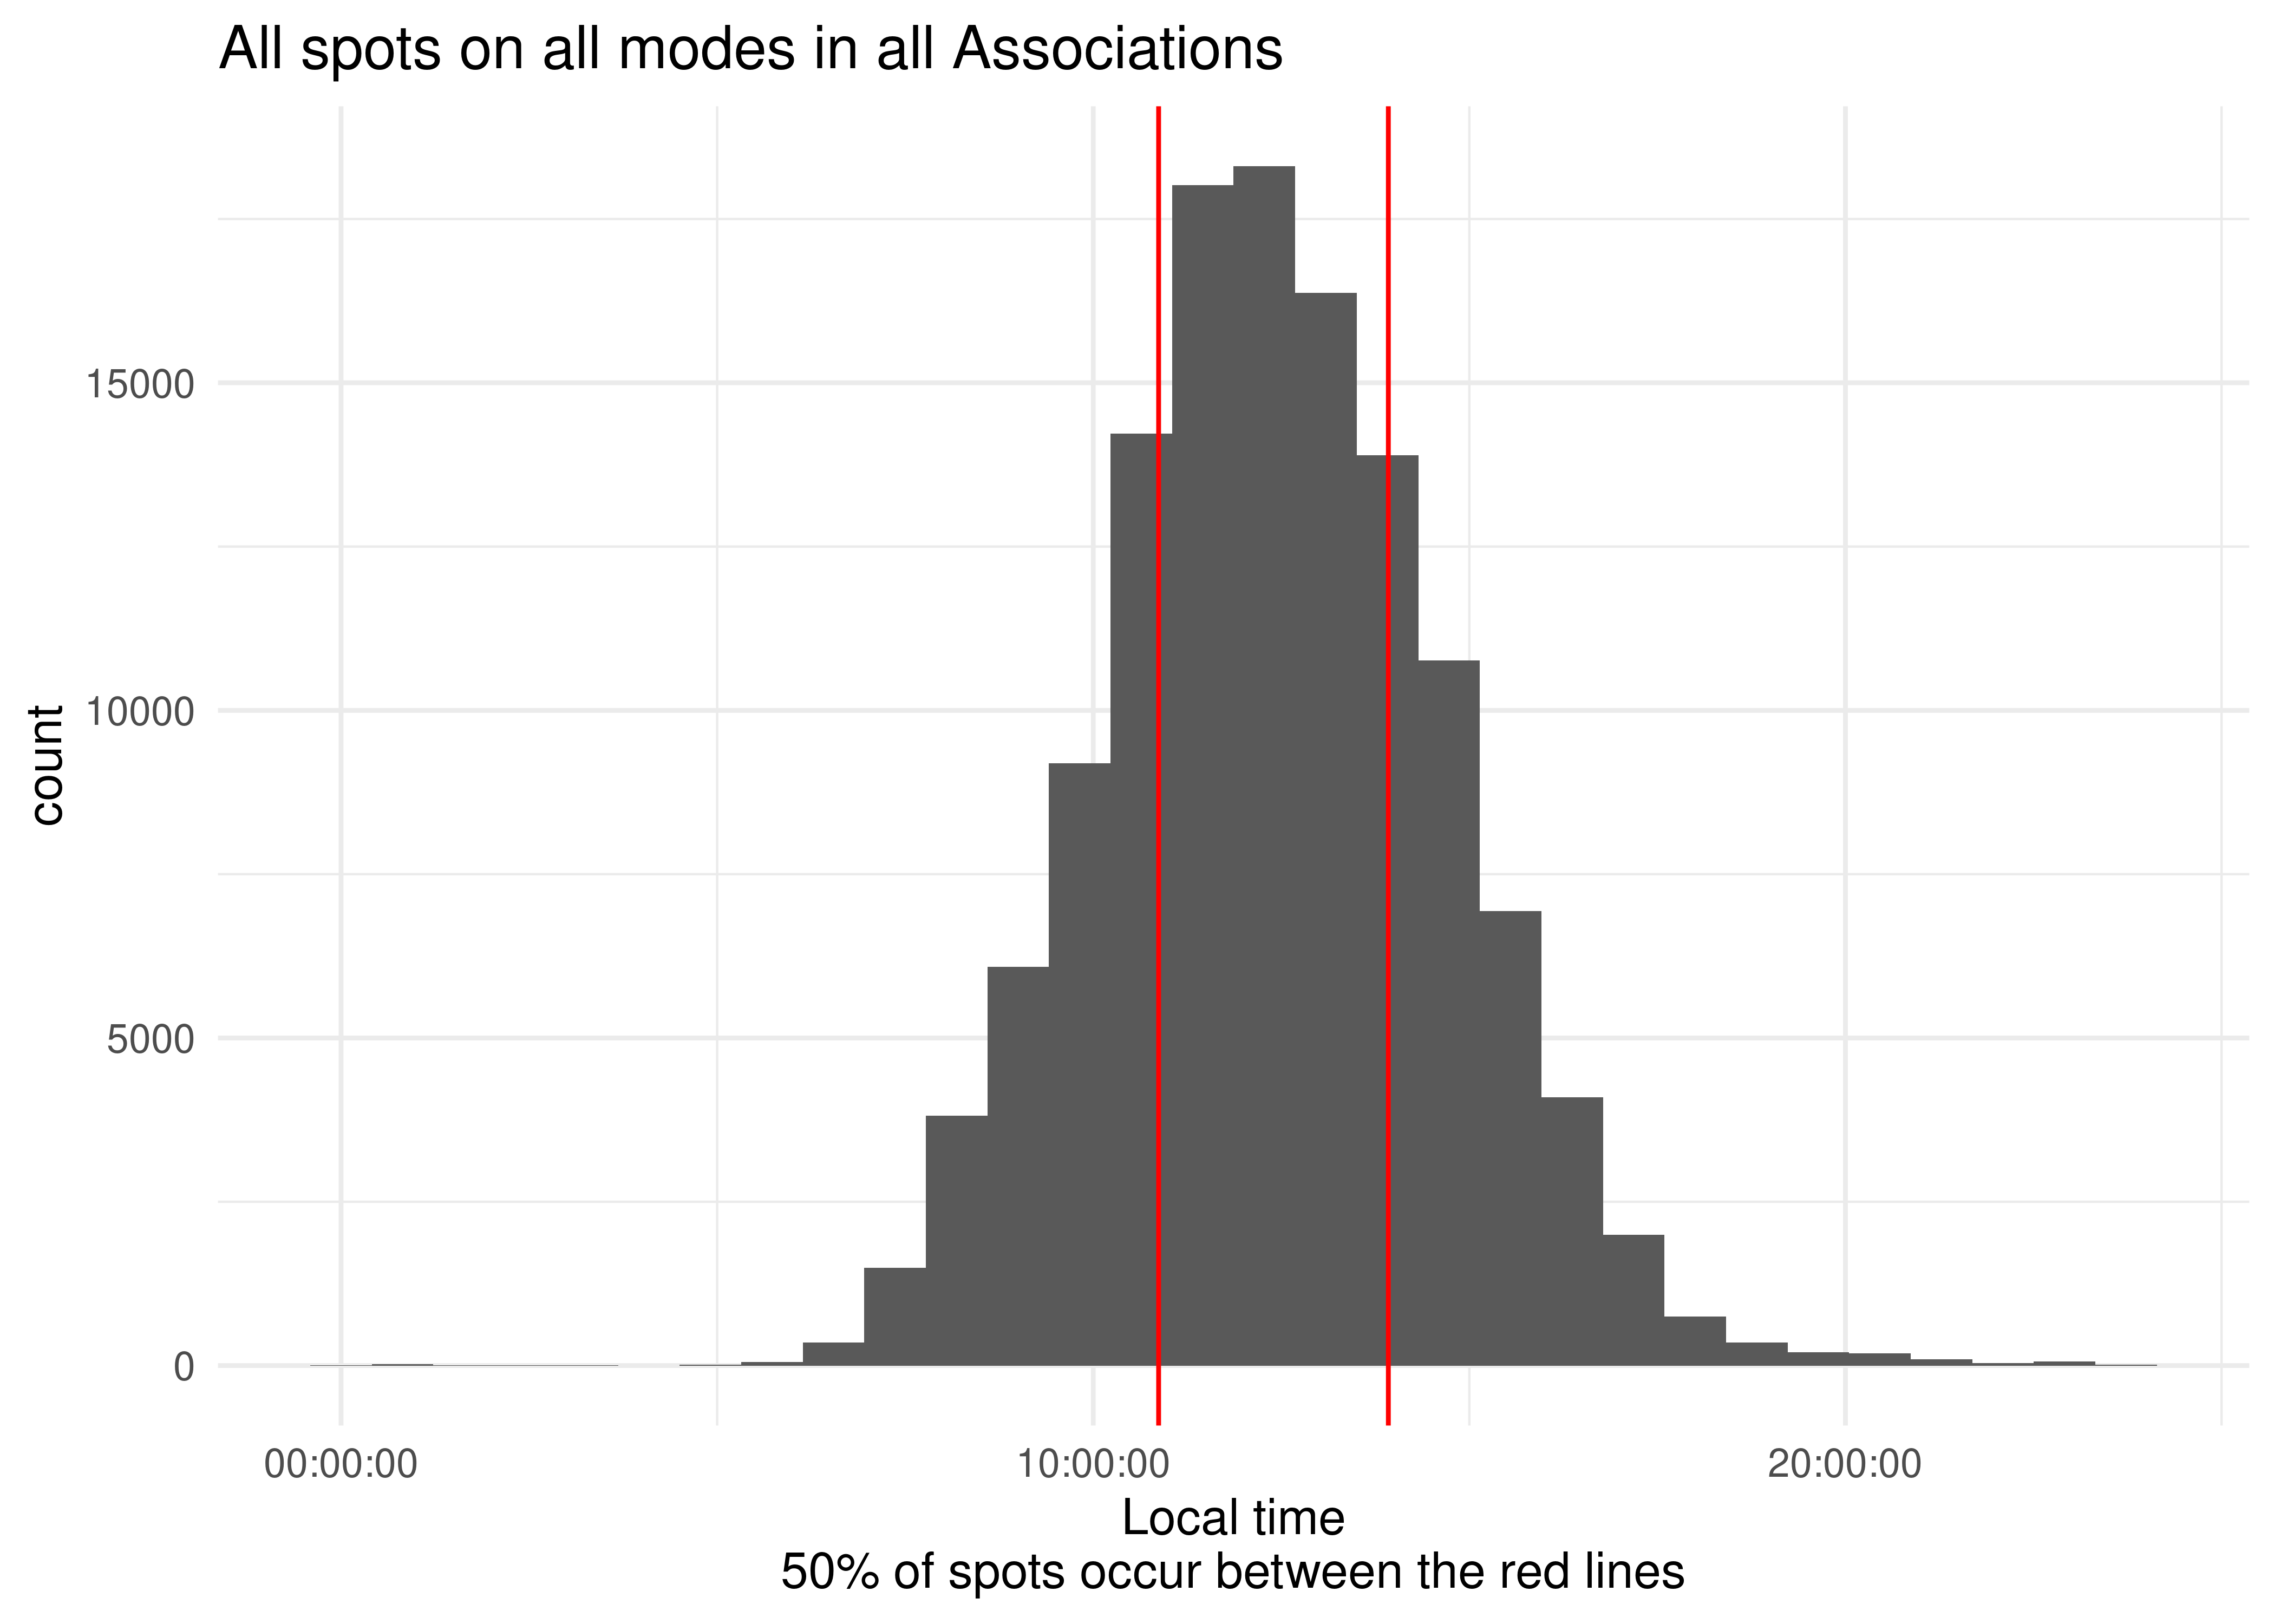 All spots on all modes in all Associations
count
15000
10000
5000
0
00:00:00
10:00:00
20:00:00
Local time
50% of spots occur between the red lines